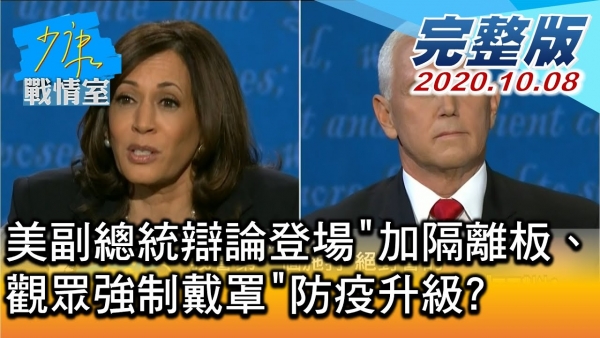 少康
戰情室
完整版
2020.10.08
美副總統辯論登場"加隔離板、
觀眾強制戴罩"防疫升級?